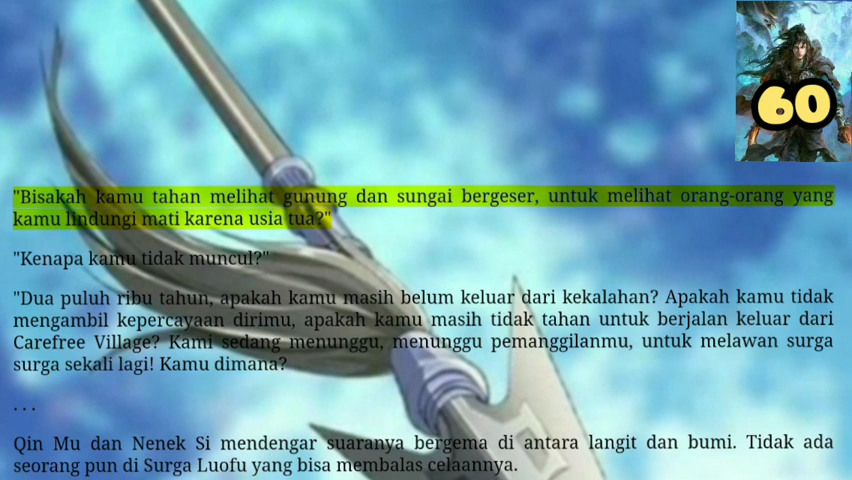 60
"Bisakah kamu tahan melihat gunung dan sungai bergeser, untuk melihat orang-orang yang
kamu lindungi mati karena usia tua?"
"Kenapa kamu tidak muncul?"
"Dua puluh ribu tahun, apakah kamu masih belum keluar dari kekalahan? Apakah kamu tidak
mengambil kepercayaan dirimu, apakah kamu masih tidak tahan untuk berjalan keluar dari
Carefree Village? Kami sedang menunggu, menunggu pemanggilanmu, untuk melawan surga
surga sekali lagi! Kamu dimana?
. . .
Qin Mu dan Nenek Si mendengar suaranya bergema di antara langit dan bumi. Tidak ada
seorang pun di Surga Luofu yang bisa membalas celaannya.